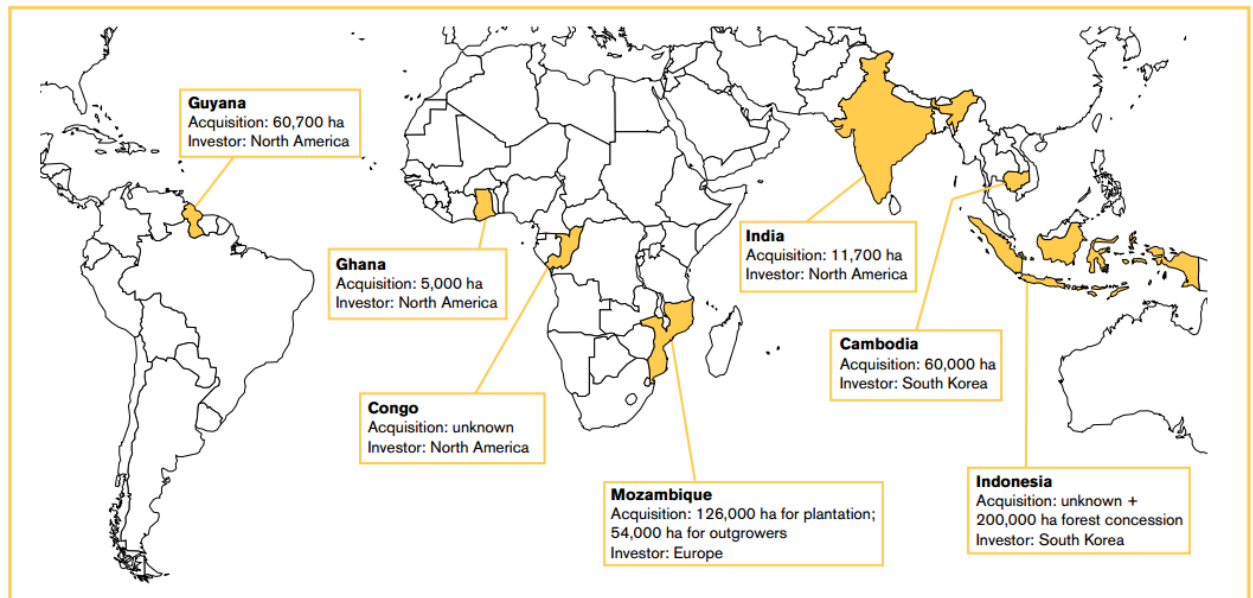 Guyana
Acquisition: 60,700 ha
Investor: North America
Ghana
Acquisition: 5,000 ha
Investor: North America
Congo
Acquisition: unknown
Investor: North America
Mozambique
Acquisition: 126,000 ha for plantation;
54,000 ha for outgrowers
Investor: Europe
India
Acquisition: 11,700 ha
Investor: North America
Cambodia
Acquisition: 60,000 ha
Investor: South Korea
Indonesia
Acquisition: unknown +
200,000 ha forest concession
Investor: South Korea